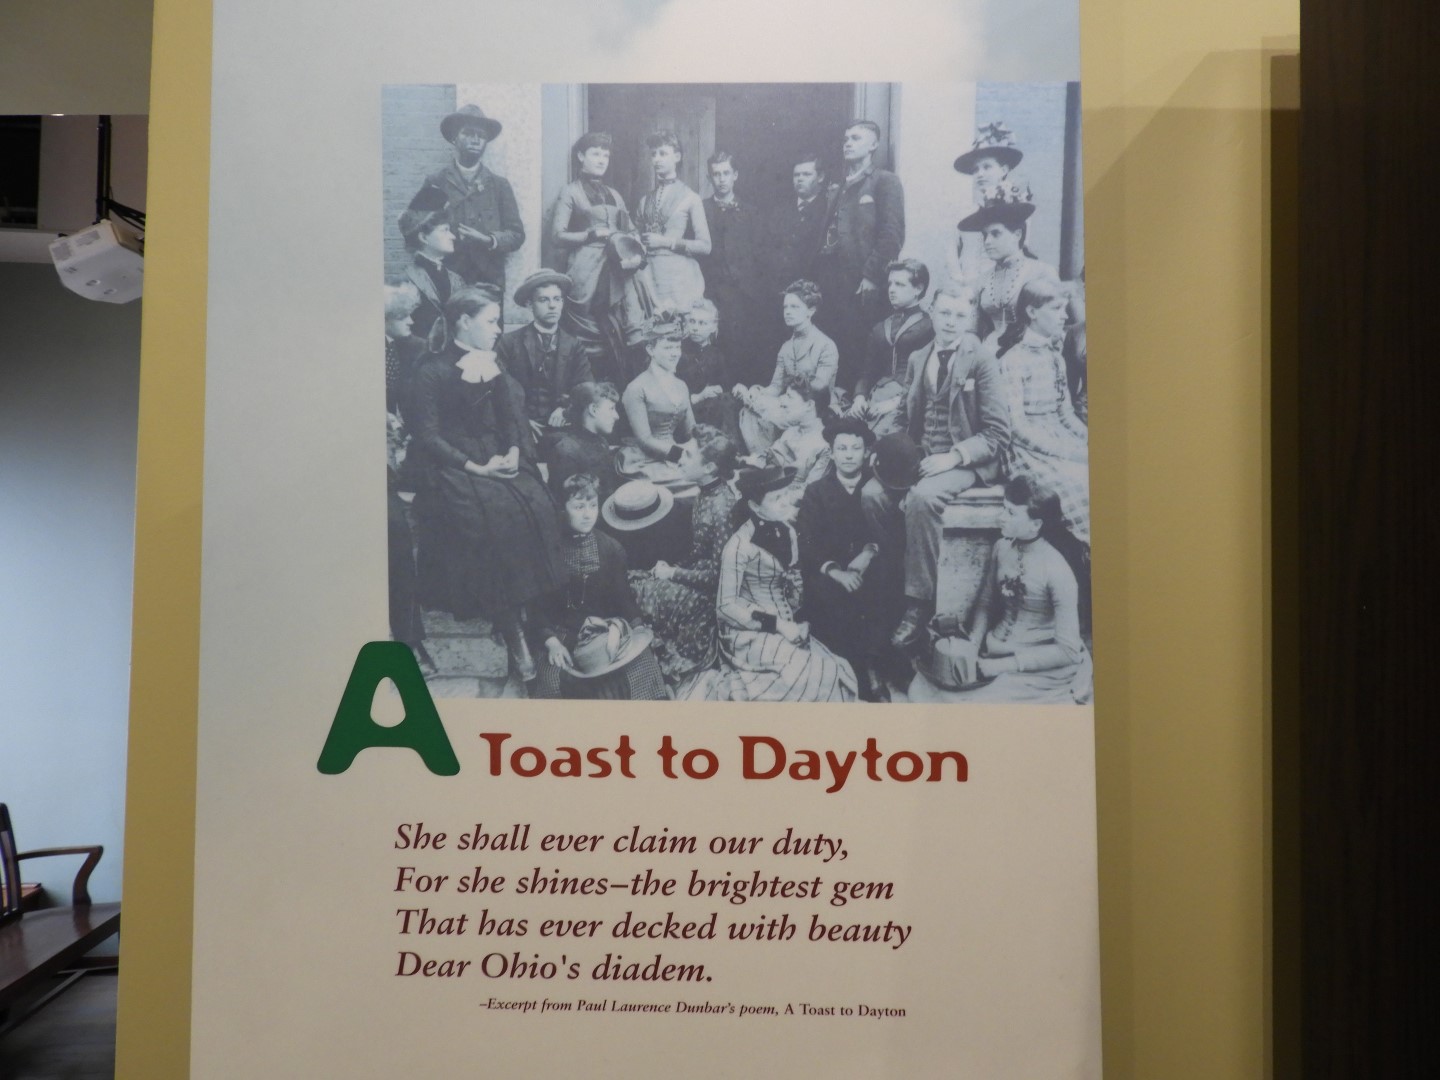 A Toast to Dayton
She shall ever claim our duty,
For she shines–the brightest gem
That has ever decked with beauty
Dear Ohio's diadem.
–Excerpt from Paul Laurence Dunbar's poem, A Toast to Dayton